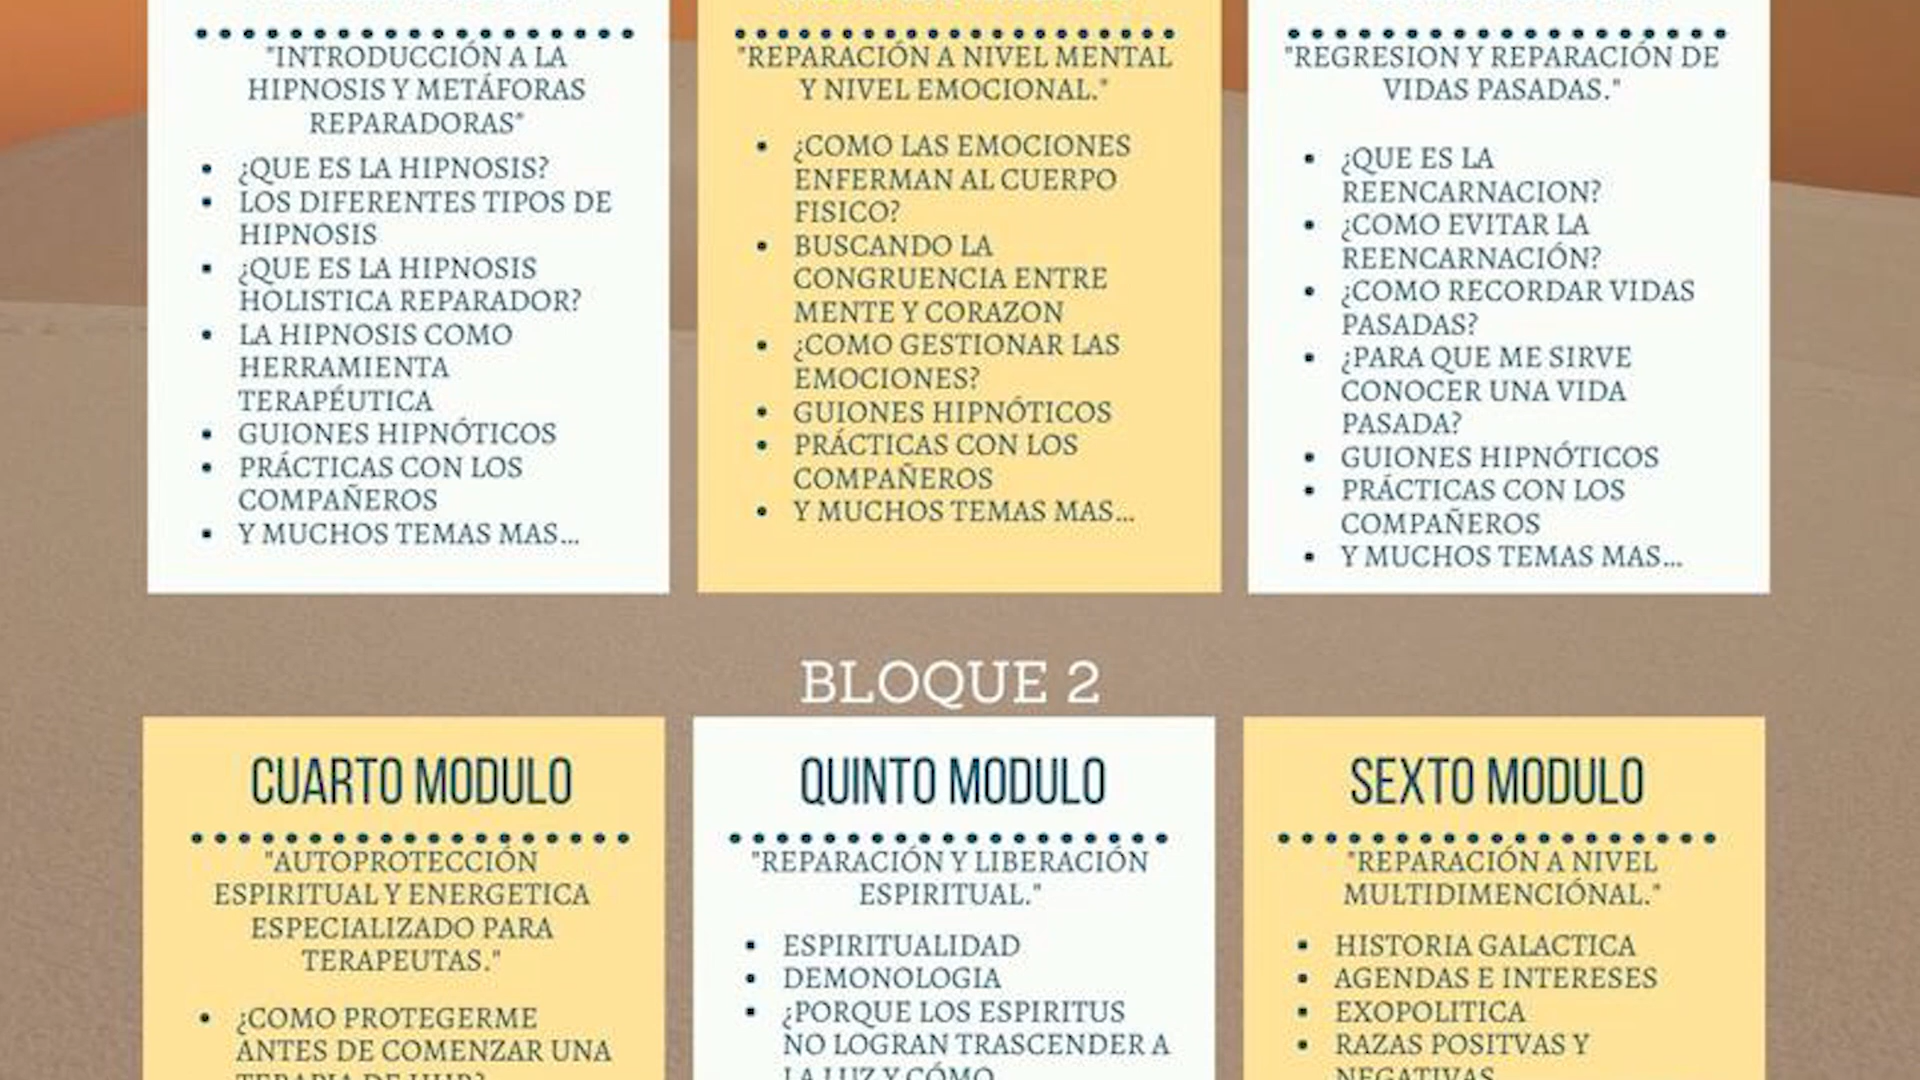 "INTRODUCCIÓN A LA
HIPNOSIS Y METÁFORAS
REPARADORAS"
• ¿QUE ES LA HIPNOSIS?
• LOS DIFERENTES TIPOS DE
HIPNOSIS
• ¿QUE ES LA HIPNOSIS
HOLISTICA REPARADOR?
• LA HIPNOSIS COMO
HERRAMIENTA
TERAPÉUTICA
• GUIONES HIPNÓTICOS
• PRÁCTICAS CON LOS
COMPAÑEROS
• Y MUCHOS TEMAS MAS...
"REPARACIÓN A NIVEL MENTAL
Y NIVEL EMOCIONAL."
• ¿COMO LAS EMOCIONES
ENFERMAN AL CUERPO
FISICO?
• BUSCANDO LA
CONGRUENCIA ENTRE
MENTE Y CORAZON
• ¿COMO GESTIONAR LAS
EMOCIONES?
• GUIONES HIPNÓTICOS
• PRÁCTICAS CON LOS
COMPAÑEROS
• Y MUCHOS TEMAS MAS...
"REGRESION Y REPARACIÓN DE
VIDAS PASADAS."
• ¿QUE ES LA
REENCARNACION?
• ¿COMO EVITAR LA
REENCARNACIÓN?
• ¿COMO RECORDAR VIDAS
PASADAS?
• ¿PARA QUE ME SIRVE
CONOCER UNA VIDA
PASADA?
• GUIONES HIPNÓTICOS
• PRÁCTICAS CON LOS
COMPAÑEROS
• Y MUCHOS TEMAS MAS...
BLOQUE 2
CUARTO MODULO
"AUTOPROTECCIÓN
ESPIRITUAL Y ENERGETICA
ESPECIALIZADO PARA
TERAPEUTAS."
• ¿COMO PROTEGERME
ANTES DE COMENZAR UNA
TERAPIA DE HHR?
QUINTO MODULO
"REPARACIÓN Y LIBERACIÓN
ESPIRITUAL."
• ESPIRITUALIDAD
• DEMONOLOGIA
• ¿PORQUE LOS ESPIRITUS
NO LOGRAN TRASCENDER A
LA LUZ Y CÓMO
SEXTO MODULO
"REPARACIÓN A NIVEL
MULTIDIMENCIÓNAL."
• HISTORIA GALACTICA
• AGENDAS E INTERESES
• EXOPOLITICA
• RAZAS POSITVAS Y
NEGATIVAS